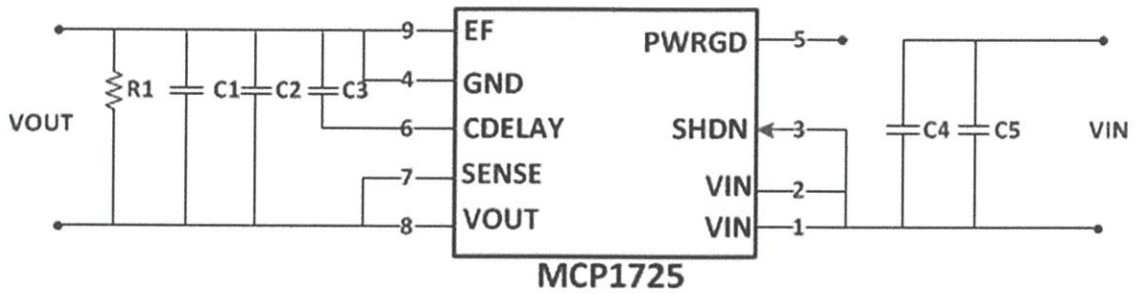 9 EF
PWRGD 5
R1 C1 C2 C3
4 GND
VOUT
6 CDELAY
SHDN 3
C4 C5
VIN
7 SENSE
VIN 2
8 VOUT
VIN 1
MCP1725